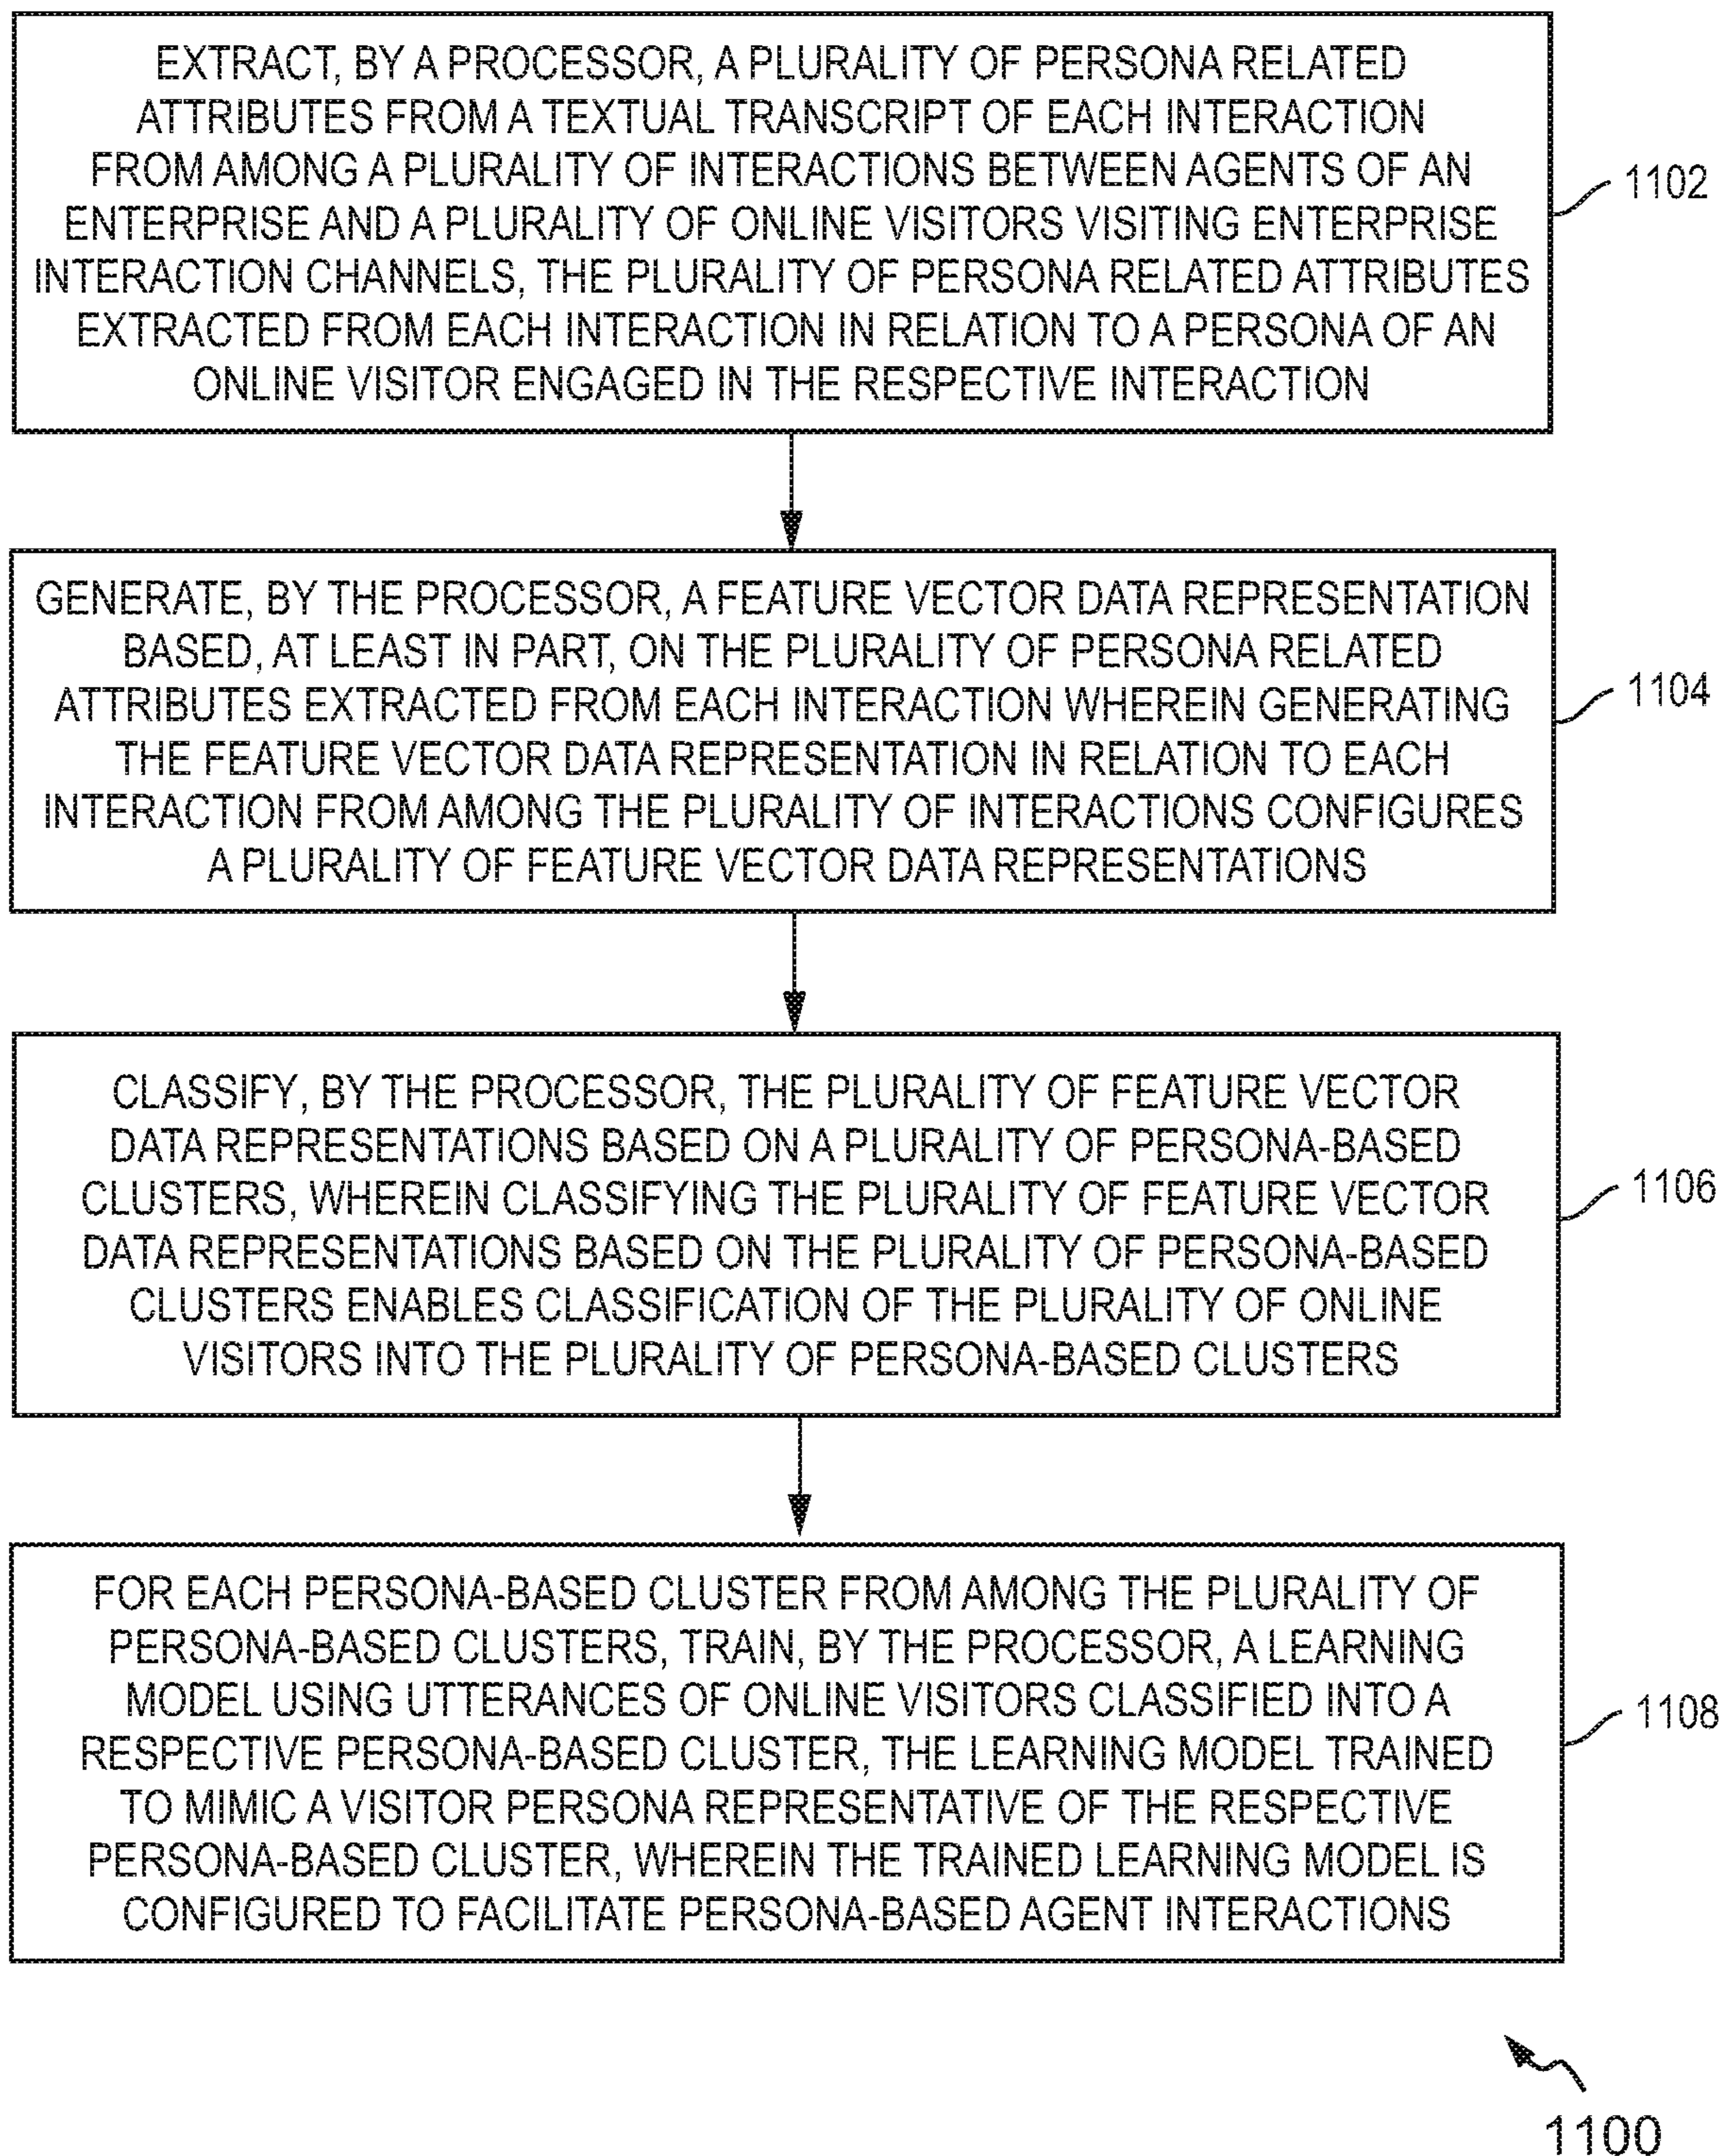 EXTRACT, BY A PROCESSOR, A PLURALITY OF PERSONA RELATED
ATTRIBUTES FROM A TEXTUAL TRANSCRIPT OF EACH INTERACTION
FROM AMONG A PLURALITY OF INTERACTIONS BETWEEN AGENTS OF AN
ENTERPRISE AND A PLURALITY OF ONLINE VISITORS VISITING ENTERPRISE
INTERACTION CHANNELS, THE PLURALITY OF PERSONA RELATED ATTRIBUTES
EXTRACTED FROM EACH INTERACTION IN RELATION TO A PERSONA OF AN
ONLINE VISITOR ENGAGED IN THE RESPECTIVE INTERACTION
1102
GENERATE, BY THE PROCESSOR, A FEATURE VECTOR DATA REPRESENTATION
BASED, AT LEAST IN PART, ON THE PLURALITY OF PERSONA RELATED
ATTRIBUTES EXTRACTED FROM EACH INTERACTION WHEREIN GENERATING
THE FEATURE VECTOR DATA REPRESENTATION IN RELATION TO EACH
INTERACTION FROM AMONG THE PLURALITY OF INTERACTIONS CONFIGURES
A PLURALITY OF FEATURE VECTOR DATA REPRESENTATIONS
1104
CLASSIFY, BY THE PROCESSOR, THE PLURALITY OF FEATURE VECTOR
DATA REPRESENTATIONS BASED ON A PLURALITY OF PERSONA-BASED
CLUSTERS, WHEREIN CLASSIFYING THE PLURALITY OF FEATURE VECTOR
DATA REPRESENTATIONS BASED ON THE PLURALITY OF PERSONA-BASED
CLUSTERS ENABLES CLASSIFICATION OF THE PLURALITY OF ONLINE
VISITORS INTO THE PLURALITY OF PERSONA-BASED CLUSTERS
1106
FOR EACH PERSONA-BASED CLUSTER FROM AMONG THE PLURALITY OF
PERSONA-BASED CLUSTERS, TRAIN, BY THE PROCESSOR, A LEARNING
MODEL USING UTTERANCES OF ONLINE VISITORS CLASSIFIED INTO A
RESPECTIVE PERSONA-BASED CLUSTER, THE LEARNING MODEL TRAINED
TO MIMIC A VISITOR PERSONA REPRESENTATIVE OF THE RESPECTIVE
PERSONA-BASED CLUSTER, WHEREIN THE TRAINED LEARNING MODEL IS
CONFIGURED TO FACILITATE PERSONA-BASED AGENT INTERACTIONS
1108
1100